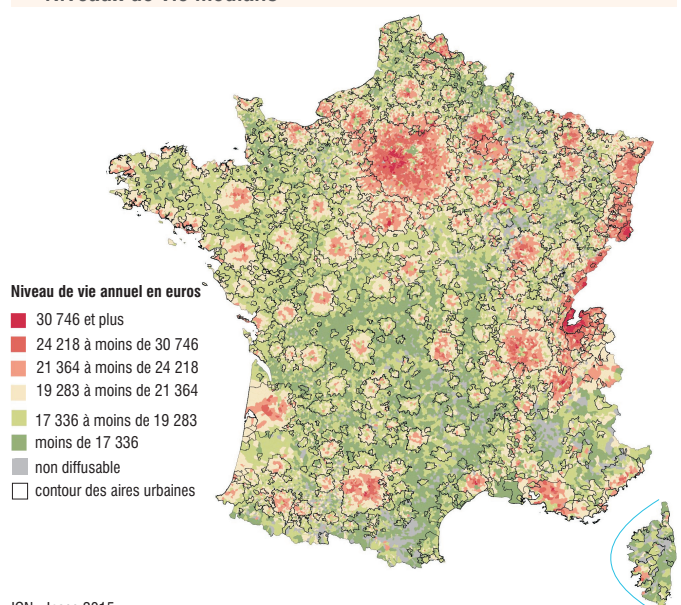 Niveau de vie annuel en euros
30 746 et plus
24 218 à moins de 30 746
21 364 à moins de 24 218
19 283 à moins de 21 364
17 336 à moins de 19 283
moins de 17 336
non diffusable
contour des aires urbaines